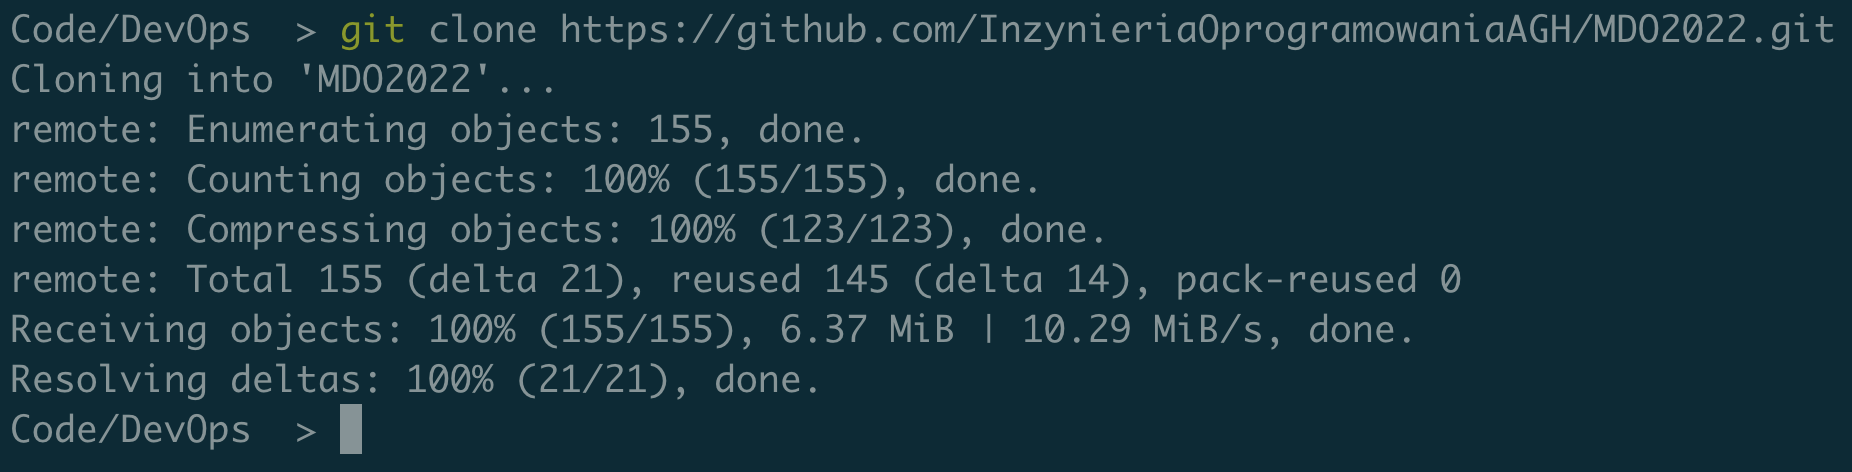 Code/DevOps  > git clone https://github.com/InzynieriaOprogramowaniaAGH/MDO2022.git
Cloning into 'MDO2022'...
remote: Enumerating objects: 155, done.
remote: Counting objects: 100% (155/155), done.
remote: Compressing objects: 100% (123/123), done.
remote: Total 155 (delta 21), reused 145 (delta 14), pack-reused 0
Receiving objects: 100% (155/155), 6.37 MiB | 10.29 MiB/s, done.
Resolving deltas: 100% (21/21), done.
Code/DevOps  >